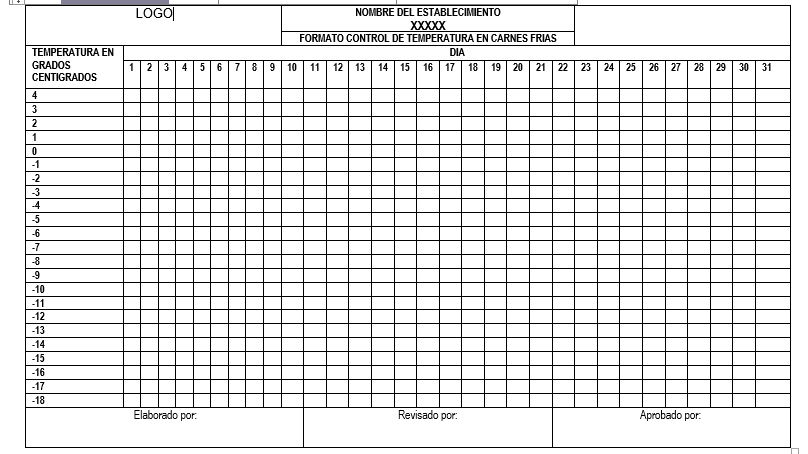 LOGO
NOMBRE DEL ESTABLECIMIENTO
XXXXX
FORMATO CONTROL DE TEMPERATURA EN CARNES FRIAS
TEMPERATURA EN
GRADOS
CENTIGRADOS
DIA
1 2 3 4 5 6 7 8 9 10 11 12 13 14 15 16 17 18 19 20 21 22 23 24 25 26 27 28 29 30 31
4
3
2
1
0
-1
-2
-3
-4
-5
-6
-7
-8
-9
-10
-11
-12
-13
-14
-15
-16
-17
-18
Elaborado por: Revisado por: Aprobado por: